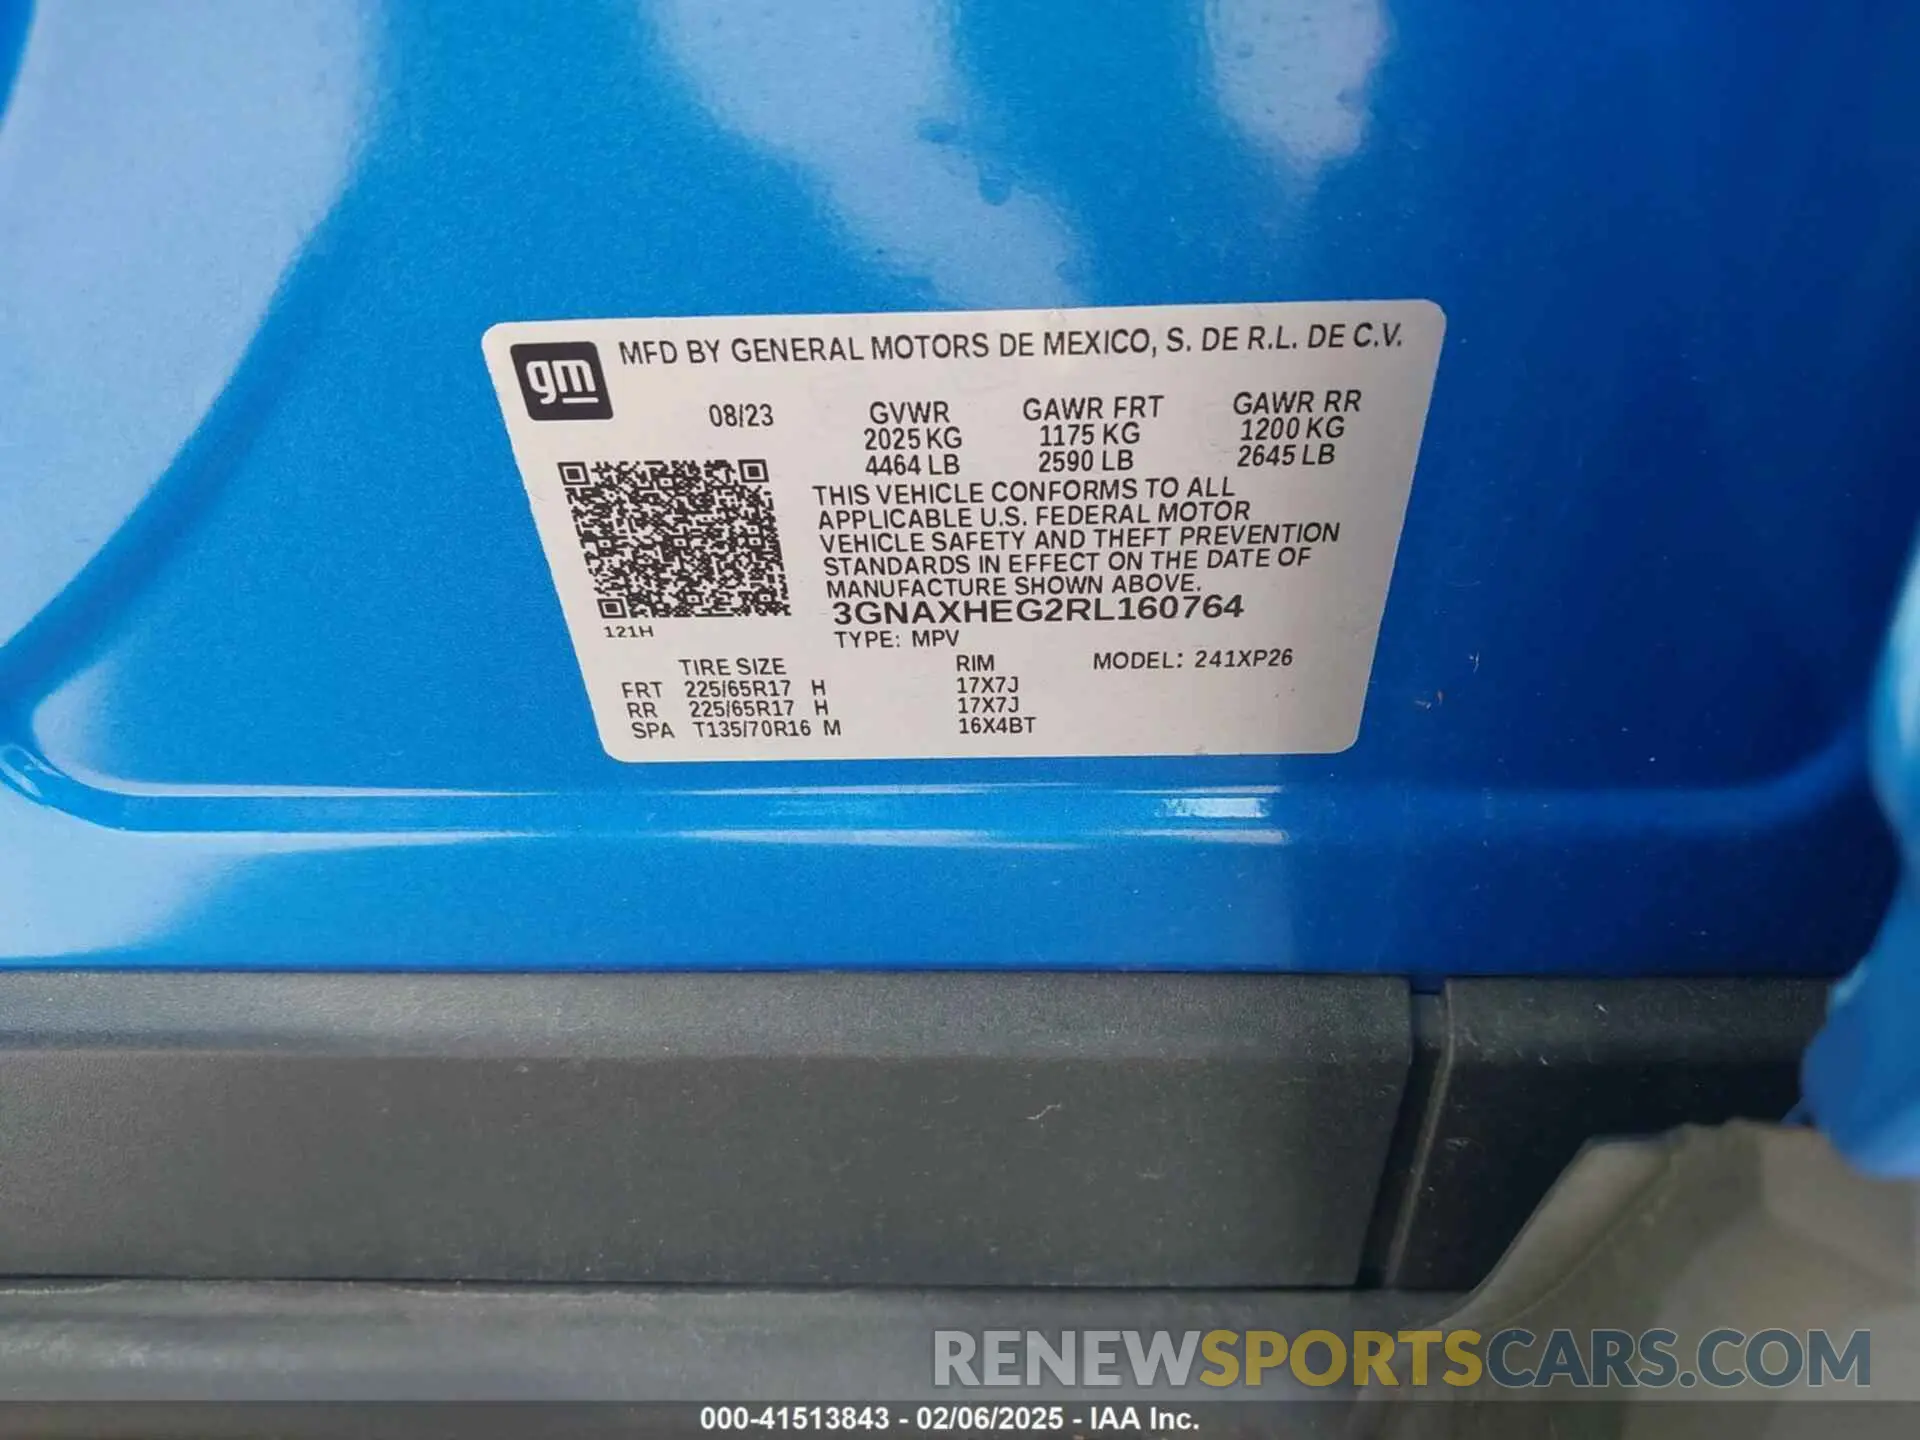 gm
MFD BY GENERAL MOTORS DE MEXICO, S. DE R.L. DE C.V.
08/23 GVWR GAWR FRT GAWR RR
2025 KG 1175 KG 1200 KG
4464 LB 2590 LB 2645 LB
THIS VEHICLE CONFORMS TO ALL
APPLICABLE U.S. FEDERAL MOTOR
VEHICLE SAFETY AND THEFT PREVENTION
STANDARDS IN EFFECT ON THE DATE OF
MANUFACTURE SHOWN ABOVE.
3GNAXHEG2RL160764
121H
TYPE: MPV
TIRE SIZE RIM MODEL: 241XP26
FRT 225/65R17 H 17X7J
RR 225/65R17 H 17X7J
SPA T135/70R16 M 16X4BT
RENEWSPORTSCARS.COM
000-41513843 - 02/06/2025 - IAA Inc.